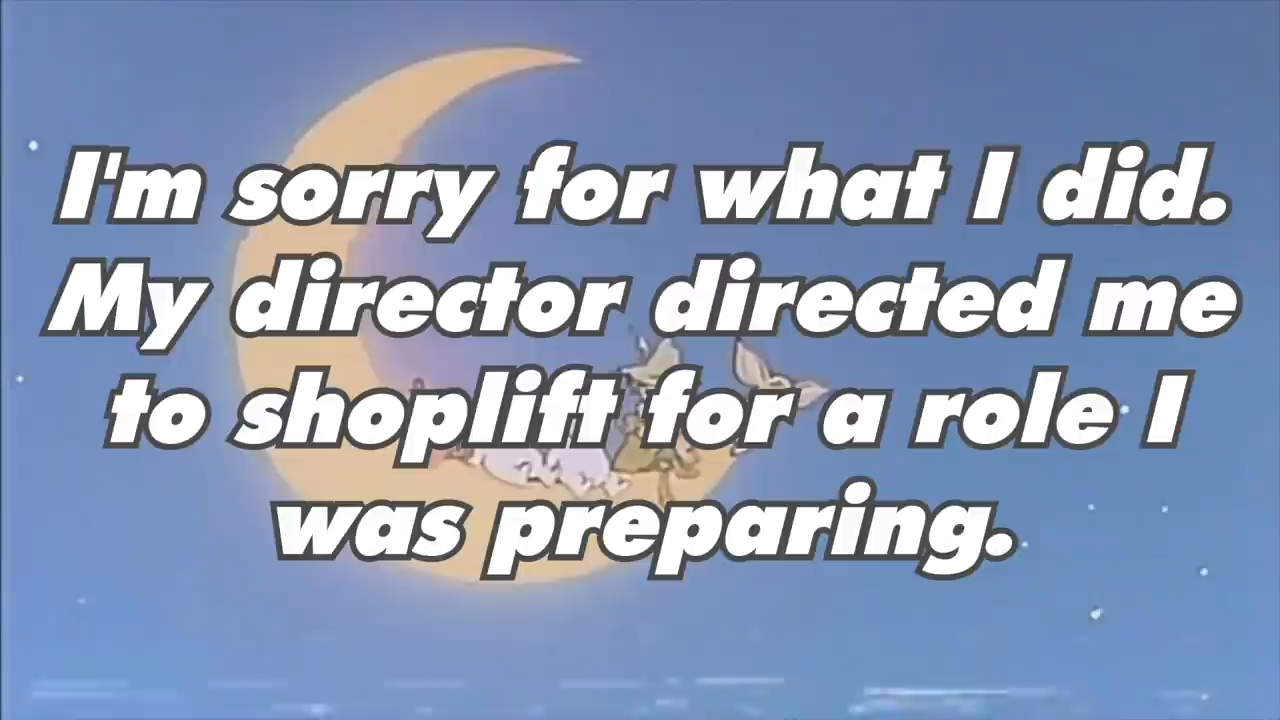 I'm sorry for what I did.
My director directed me
to shoplift for a role I
was preparing.